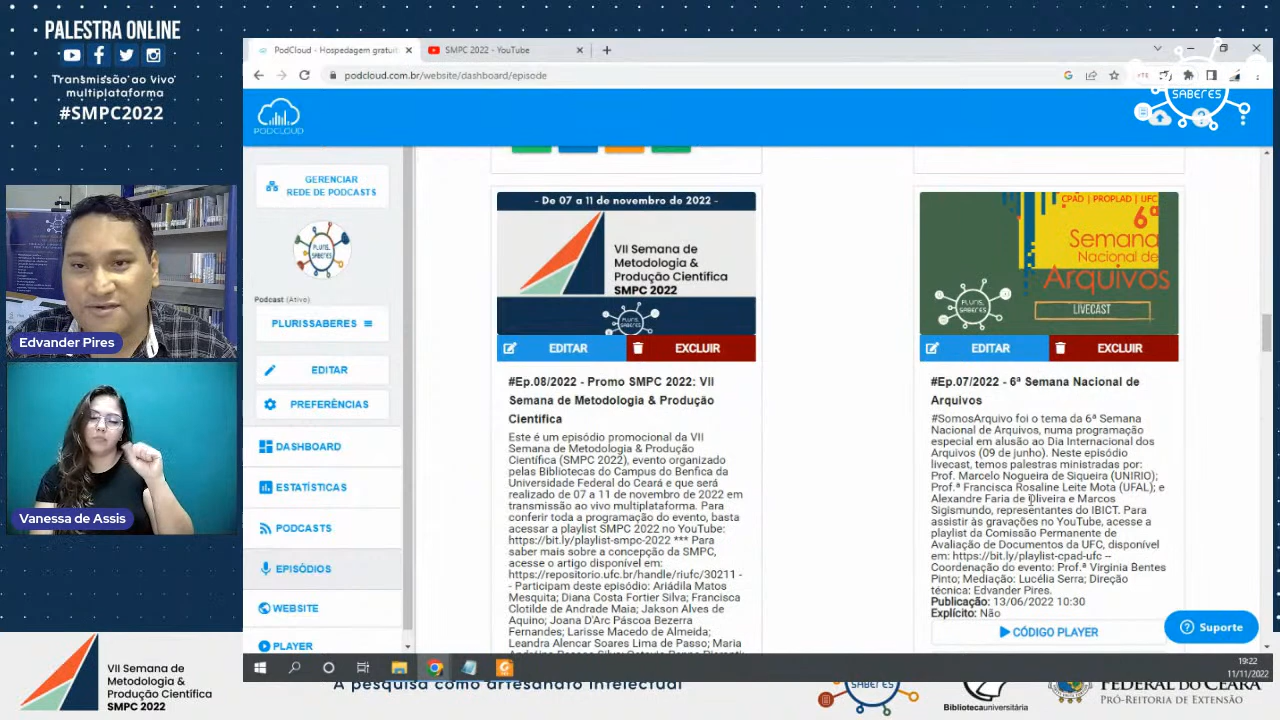 PALESTRA ONLINE
Transmissão ao vivo
multiplataforma
#SMPC2022
Edvander Pires
Vanessa de Assis
VII Semana de
Metodologia &
Produção Científica
SMPC 2022
PodCloud - Hospedagem gratuit
SMPC 2022 - YouTube
podcloud.com.br/website/dashboard/episode
SABERES
PODCLOUD
GERENCIAR
REDE DE PODCASTS
PLURIS
SABERES
Podcast (Ativo)
PLURISSABERES
EDITAR
PREFERÊNCIAS
DASHBOARD
ESTATÍSTICAS
PODCASTS
EPISÓDIOS
WEBSITE
PLAYER
- De 07 a 11 de novembro de 2022 -
VII Semana de
Metodologia &
Produção Científica
SMPC 2022
PLURIS
SABERES
EDITAR
EXCLUIR
#Ep.08/2022 - Promo SMPC 2022: VII
Semana de Metodologia & Produção
Científica
Este é um episódio promocional da VII
Semana de Metodologia & Produção
Científica (SMPC 2022), evento organizado
pelas Bibliotecas do Campus do Benfica da
Universidade Federal do Ceará e que será
realizado de 07 a 11 de novembro de 2022 em
transmissão ao vivo multiplataforma. Para
conferir toda a programação do evento, basta
acessar a playlist SMPC 2022 no YouTube:
https://bit.ly/playlist-smpc-2022 *** Para
saber mais sobre a concepção da SMPC,
acesse o artigo disponível em:
https://repositorio.ufc.br/handle/riufc/30211 -
- Participam deste episódio: Ariádila Matos
Mesquita; Diana Costa Fortier Silva; Francisca
Clotilde de Andrade Maia; Jakson Alves de
Aquino; Joana D'Arc Páscoa Bezerra
Fernandes; Larisse Macedo de Almeida;
Leandra Alencar Soares Lima de Passo; Maria
CPAD | PROPLAD | UFC
6ª
Semana
Nacional de
Arquivos
PLURIS
SABERES
LIVECAST
EDITAR
EXCLUIR
#Ep.07/2022 - 6ª Semana Nacional de
Arquivos
#SomosArquivo foi o tema da 6ª Semana
Nacional de Arquivos, numa programação
especial em alusão ao Dia Internacional dos
Arquivos (09 de junho). Neste episódio
livecast, temos palestras ministradas por:
Prof. Marcelo Nogueira de Siqueira (UNIRIO);
Prof.ª Francisca Rosaline Leite Mota (UFAL); e
Alexandre Faria de Oliveira e Marcos
Sigismundo, representantes do IBICT. Para
assistir às gravações no YouTube, acesse a
playlist da Comissão Permanente de
Avaliação de Documentos da UFC, disponível
em: https://bit.ly/playlist-cpad-ufc --
Coordenação do evento: Prof.ª Virginia Bentes
Pinto; Mediação: Lucélia Serra; Direção
técnica: Edvander Pires.
Publicação: 13/06/2022 10:30
Explícito: Não
CÓDIGO PLAYER
Suporte
19:22
11/11/2022
A pesquisa como artesanato intelectual
SABERES
Bibliotecauniversitária
FEDERAL DO CEARÁ
PRÓ-REITORIA DE EXTENSÃO